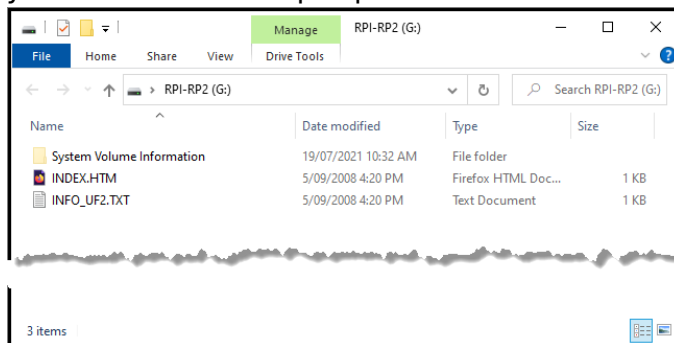 Manage RPI-RP2 (G:)
File Home Share View Drive Tools
RPI-RP2 (G:) Search RPI-RP2 (G:)
Name Date modified Type Size
System Volume Information 19/07/2021 10:32 AM File folder
INDEX.HTM 5/09/2008 4:20 PM Firefox HTML Doc... 1 KB
INFO_UF2.TXT 5/09/2008 4:20 PM Text Document 1 KB
3 items